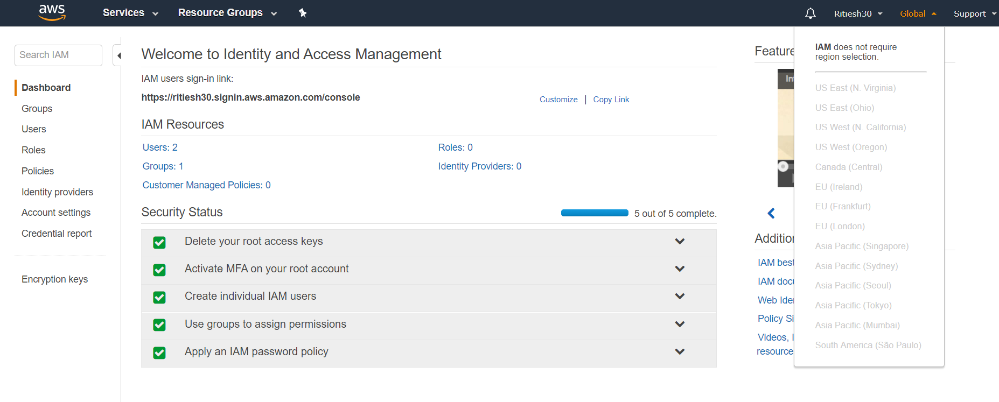 aws
Services
Resource Groups
Ritiesh30
Global
Support
Search IAM
Dashboard
Groups
Users
Roles
Policies
Identity providers
Account settings
Credential report
Encryption keys
Welcome to Identity and Access Management
IAM users sign-in link:
https://ritiesh30.signin.aws.amazon.com/console
Customize | Copy Link
IAM Resources
Users: 2
Roles: 0
Groups: 1
Identity Providers: 0
Customer Managed Policies: 0
Security Status
5 out of 5 complete.
Delete your root access keys
Activate MFA on your root account
Create individual IAM users
Use groups to assign permissions
Apply an IAM password policy
Feature
IAM best
IAM
Web
Policy
Videos,
resource
IAM does not require
region selection.
US East (N. Virginia)
US East (Ohio)
US West (N. California)
US West (Oregon)
Canada (Central)
EU (Ireland)
EU (Frankfurt)
EU (London)
Asia Pacific (Singapore)
Asia Pacific (Sydney)
Asia Pacific (Seoul)
Asia Pacific (Tokyo)
Asia Pacific (Mumbai)
South America (São Paulo)